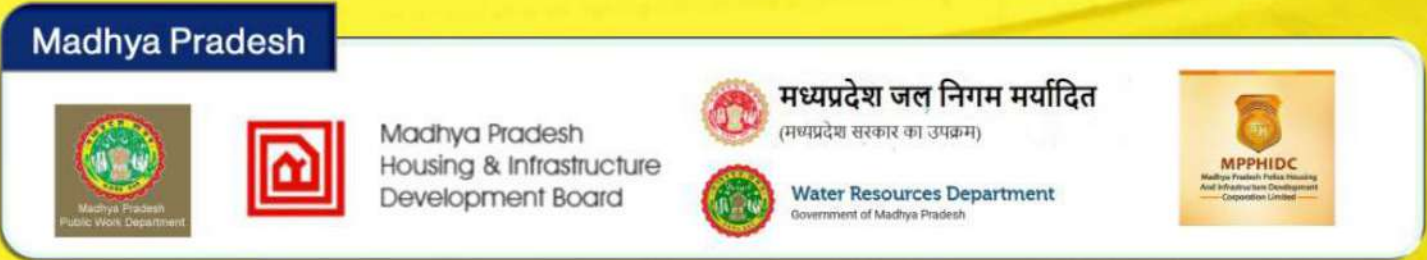 Madhya Pradesh
Madhya Pradesh
Public Work Department
Madhya Pradesh
Housing & Infrastructure
Development Board
मध्यप्रदेश जल निगम मर्यादित
(मध्यप्रदेश सरकार का उपक्रम)
Water Resources Department
Government of Madhya Pradesh
MPPHIDC
Madhya Pradesh Police Housing
And Infrastructure Development
Corporation Limited